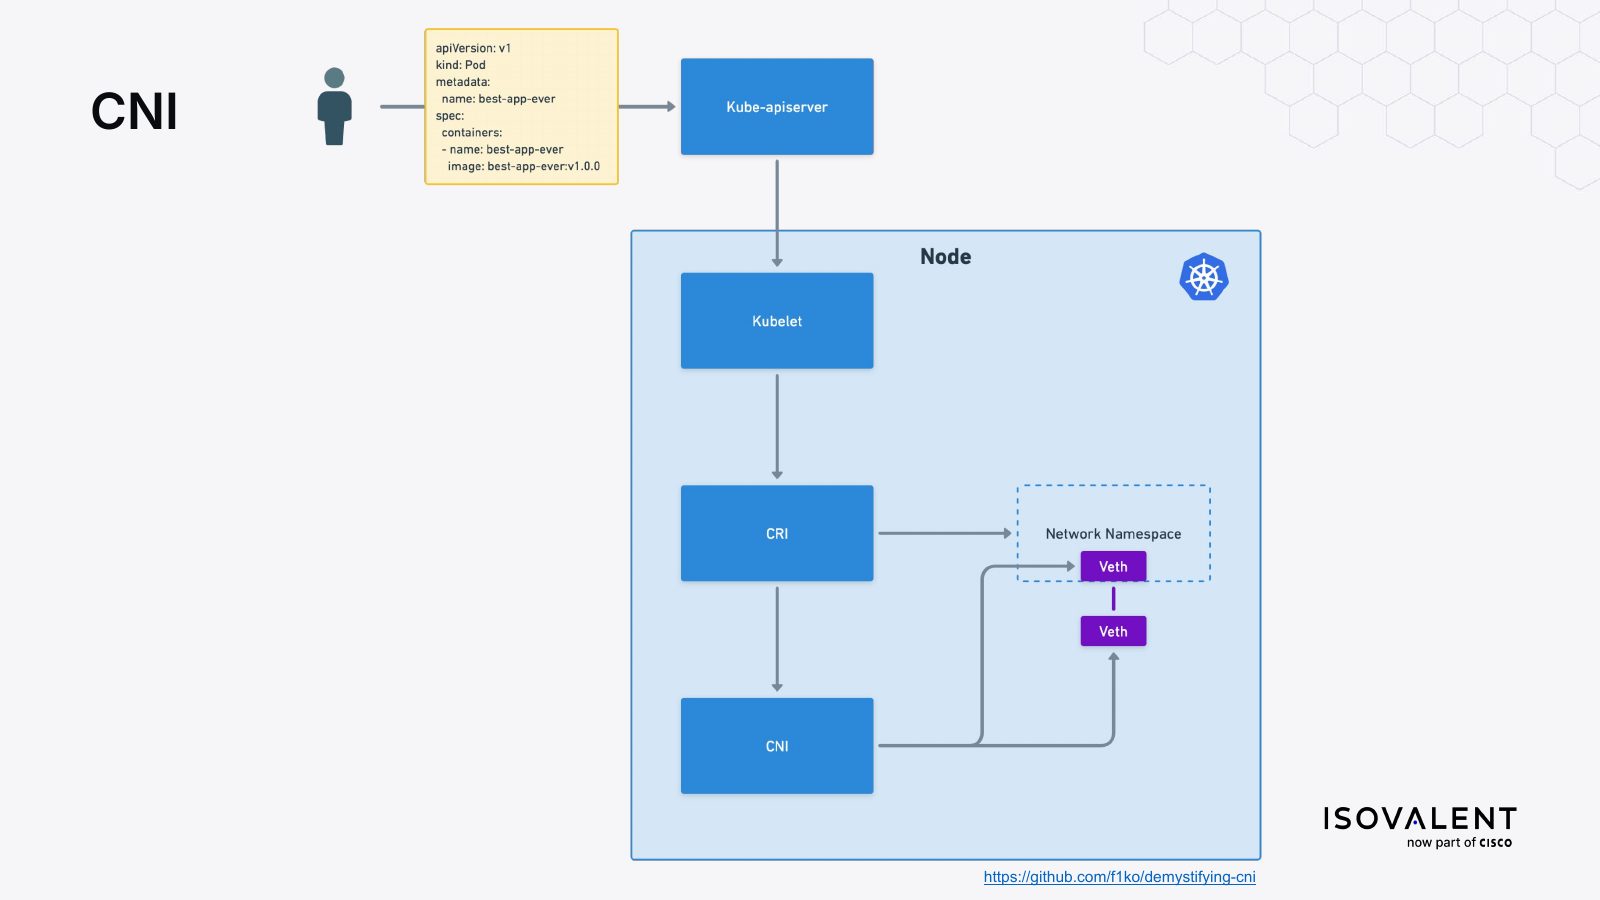 CNI
apiVersion: v1
kind: Pod
metadata:
  name: best-app-ever
spec:
  containers:
  - name: best-app-ever
    image: best-app-ever:v1.0.0
Kube-apiserver
Node
Kubelet
CRI
Network Namespace
Veth
Veth
CNI
ISOVALENT
now part of CISCO
https://github.com/f1ko/demystifying-cni